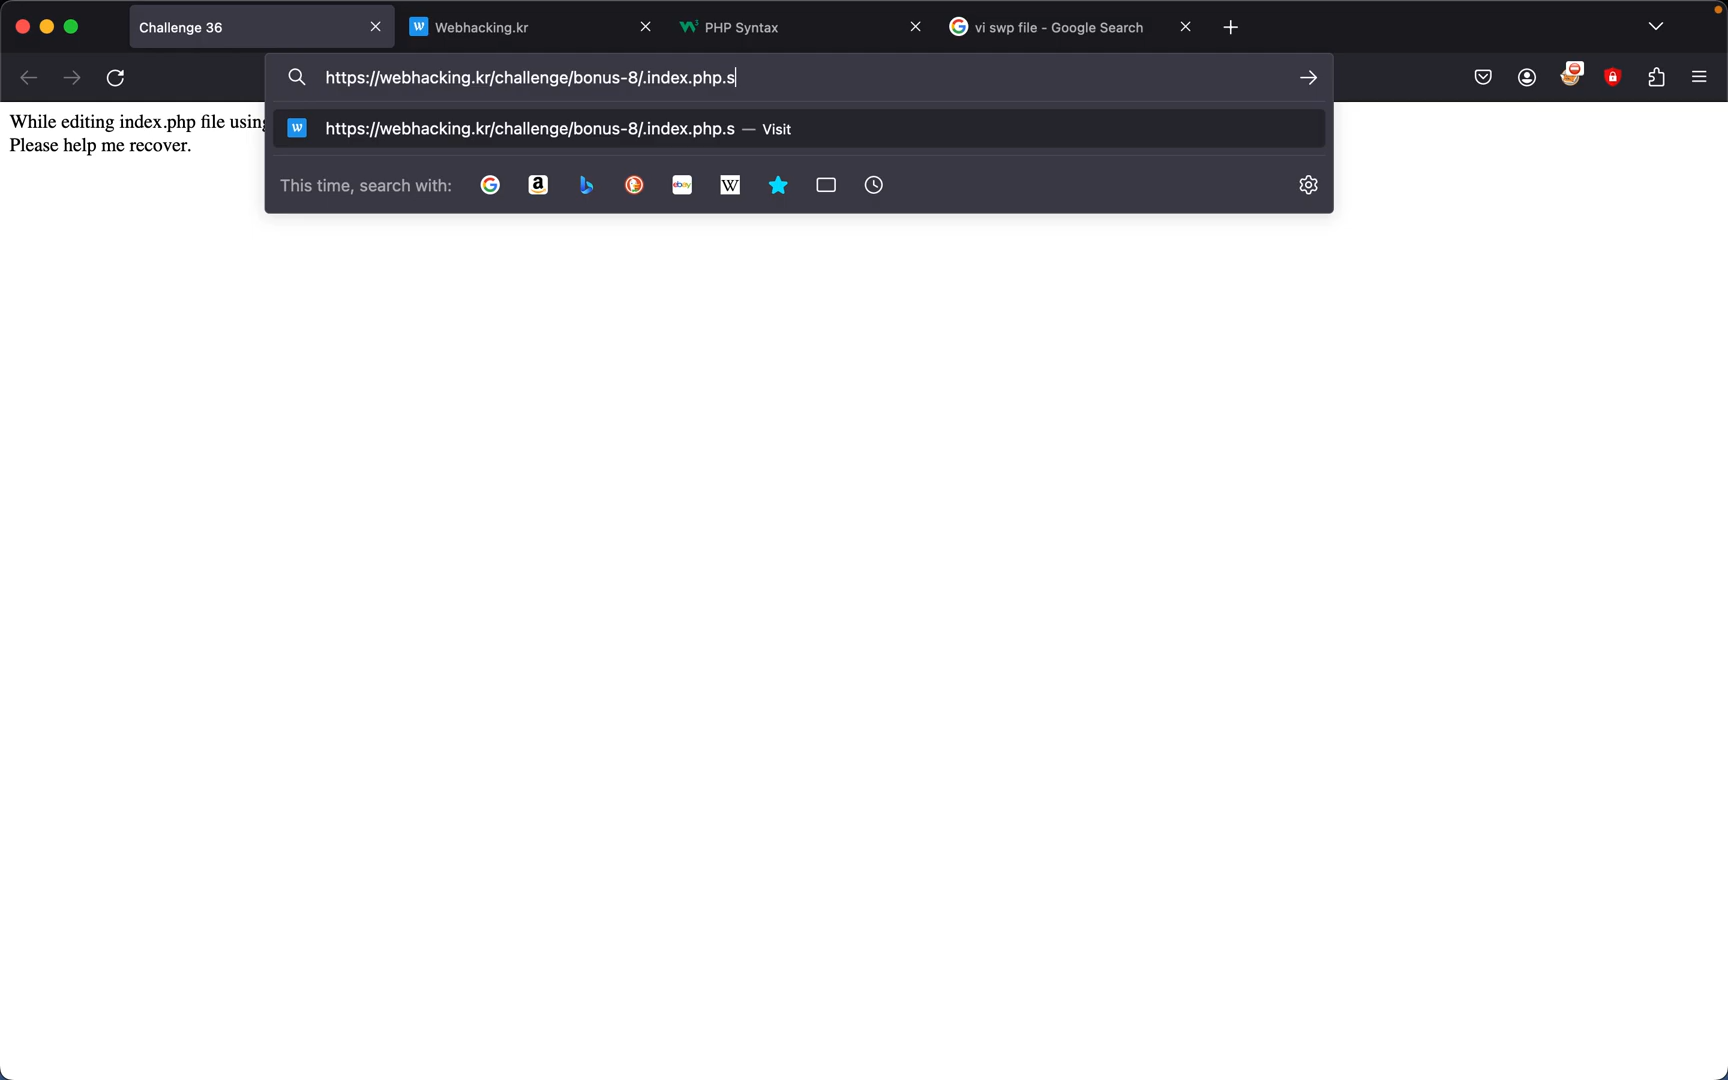 Challenge 36
Webhacking.kr
PHP Syntax
vi swp file - Google Search
https://webhacking.kr/challenge/bonus-8/.index.php.s
https://webhacking.kr/challenge/bonus-8/.index.php.s — Visit
This time, search with:
While editing index.php file using
Please help me recover.